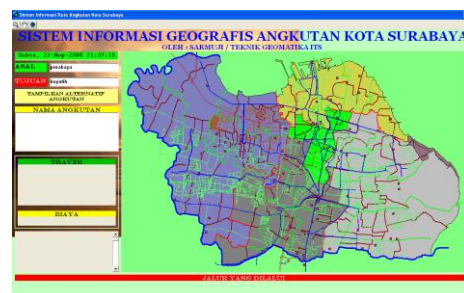 Sistem Informasi Rute Angkutan Kota Surabaya
SISTEM INFORMASI GEOGRAFIS ANGKUTAN KOTA SURABAYA
OLEH : SARMUJI / TEKNIK GEOMATIKA ITS
ASAL
TUJUAN
TAMPILKAN ALTERNATIF
ANGKUTAN
NAMA ANGKUTAN
TRAYEK
BIAYA
JALUR YANG DILALUI